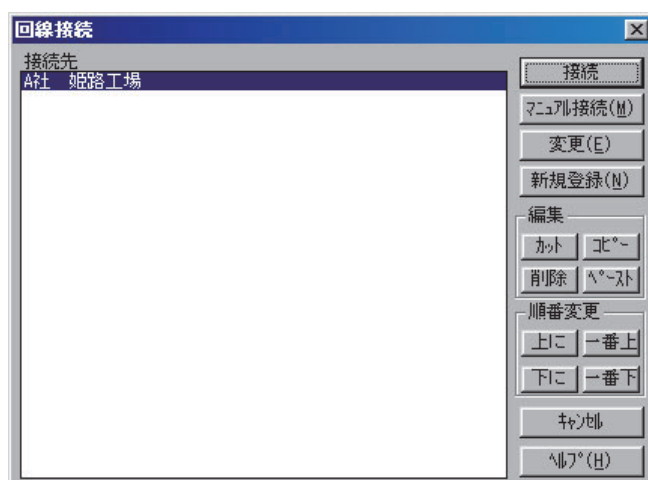 回線接続
接続先
A社　姫路工場
接続
ﾏﾆｭｱﾙ接続(M)
変更(E)
新規登録(N)
編集
ｶｯﾄ ｺﾋﾟｰ
削除 ﾍﾟｰｽﾄ
順番変更
上に 一番上
下に 一番下
ｷｬﾝｾﾙ
ﾍﾙﾌﾟ(H)